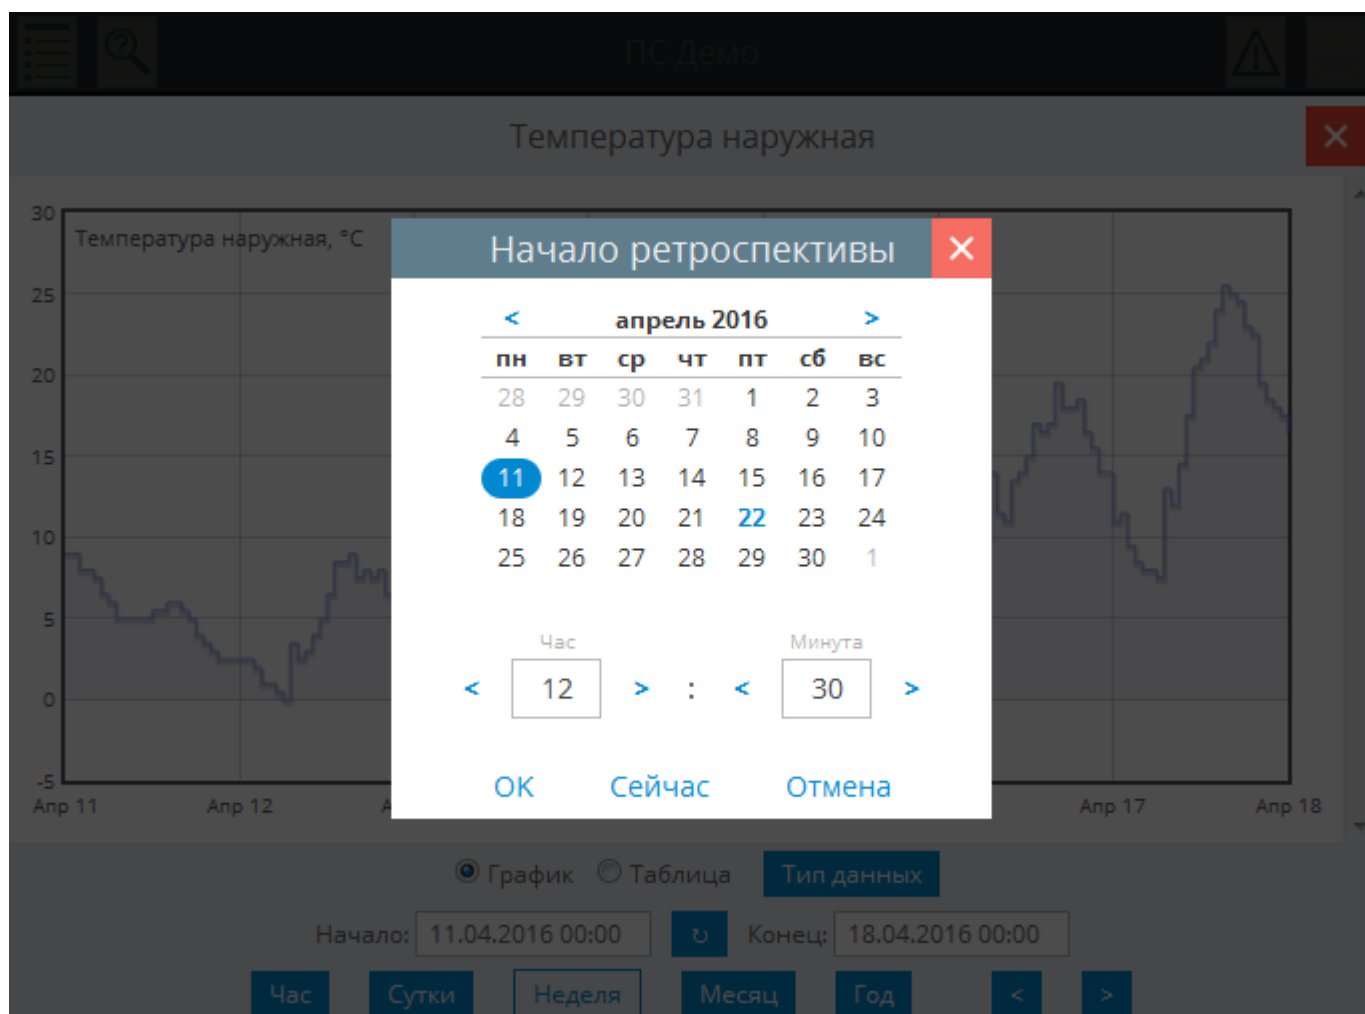 ПС Демо
Температура наружная
30
Температура наружная, °C
25
20
15
10
5
0
-5
Апр 11
Апр 12
А
Апр 17
Апр 18
Начало ретроспективы
< апрель 2016 >
пн вт ср чт пт сб вс
28 29 30 31 1 2 3
4 5 6 7 8 9 10
11 12 13 14 15 16 17
18 19 20 21 22 23 24
25 26 27 28 29 30 1
Час Минута
< 12 > : < 30 >
ОК Сейчас Отмена
График Таблица Тип данных
Начало: 11.04.2016 00:00 Конец: 18.04.2016 00:00
Час Сутки Неделя Месяц Год < >